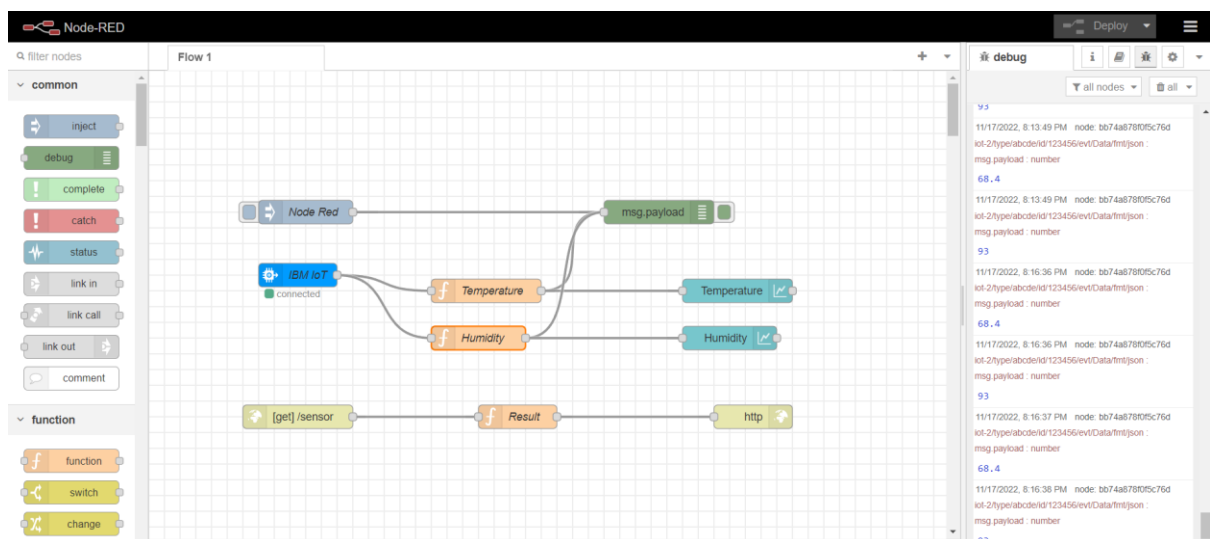 Node-RED
Deploy
filter nodes
Flow 1
debug
i
all nodes
all
common
inject
debug
complete
catch
status
link in
link call
link out
comment
function
function
switch
change
Node Red
msg.payload
IBM IoT
connected
Temperature
Temperature
Humidity
Humidity
[get] /sensor
Result
http
93
11/17/2022, 8:13:49 PM node: bb74a878f0f5c76d
iot-2/type/abcde/id/123456/evt/Data/fmt/json :
msg.payload : number
68.4
11/17/2022, 8:13:49 PM node: bb74a878f0f5c76d
iot-2/type/abcde/id/123456/evt/Data/fmt/json :
msg.payload : number
93
11/17/2022, 8:16:36 PM node: bb74a878f0f5c76d
iot-2/type/abcde/id/123456/evt/Data/fmt/json :
msg.payload : number
68.4
11/17/2022, 8:16:36 PM node: bb74a878f0f5c76d
iot-2/type/abcde/id/123456/evt/Data/fmt/json :
msg.payload : number
93
11/17/2022, 8:16:37 PM node: bb74a878f0f5c76d
iot-2/type/abcde/id/123456/evt/Data/fmt/json :
msg.payload : number
68.4
11/17/2022, 8:16:38 PM node: bb74a878f0f5c76d
iot-2/type/abcde/id/123456/evt/Data/fmt/json :
msg.payload : number